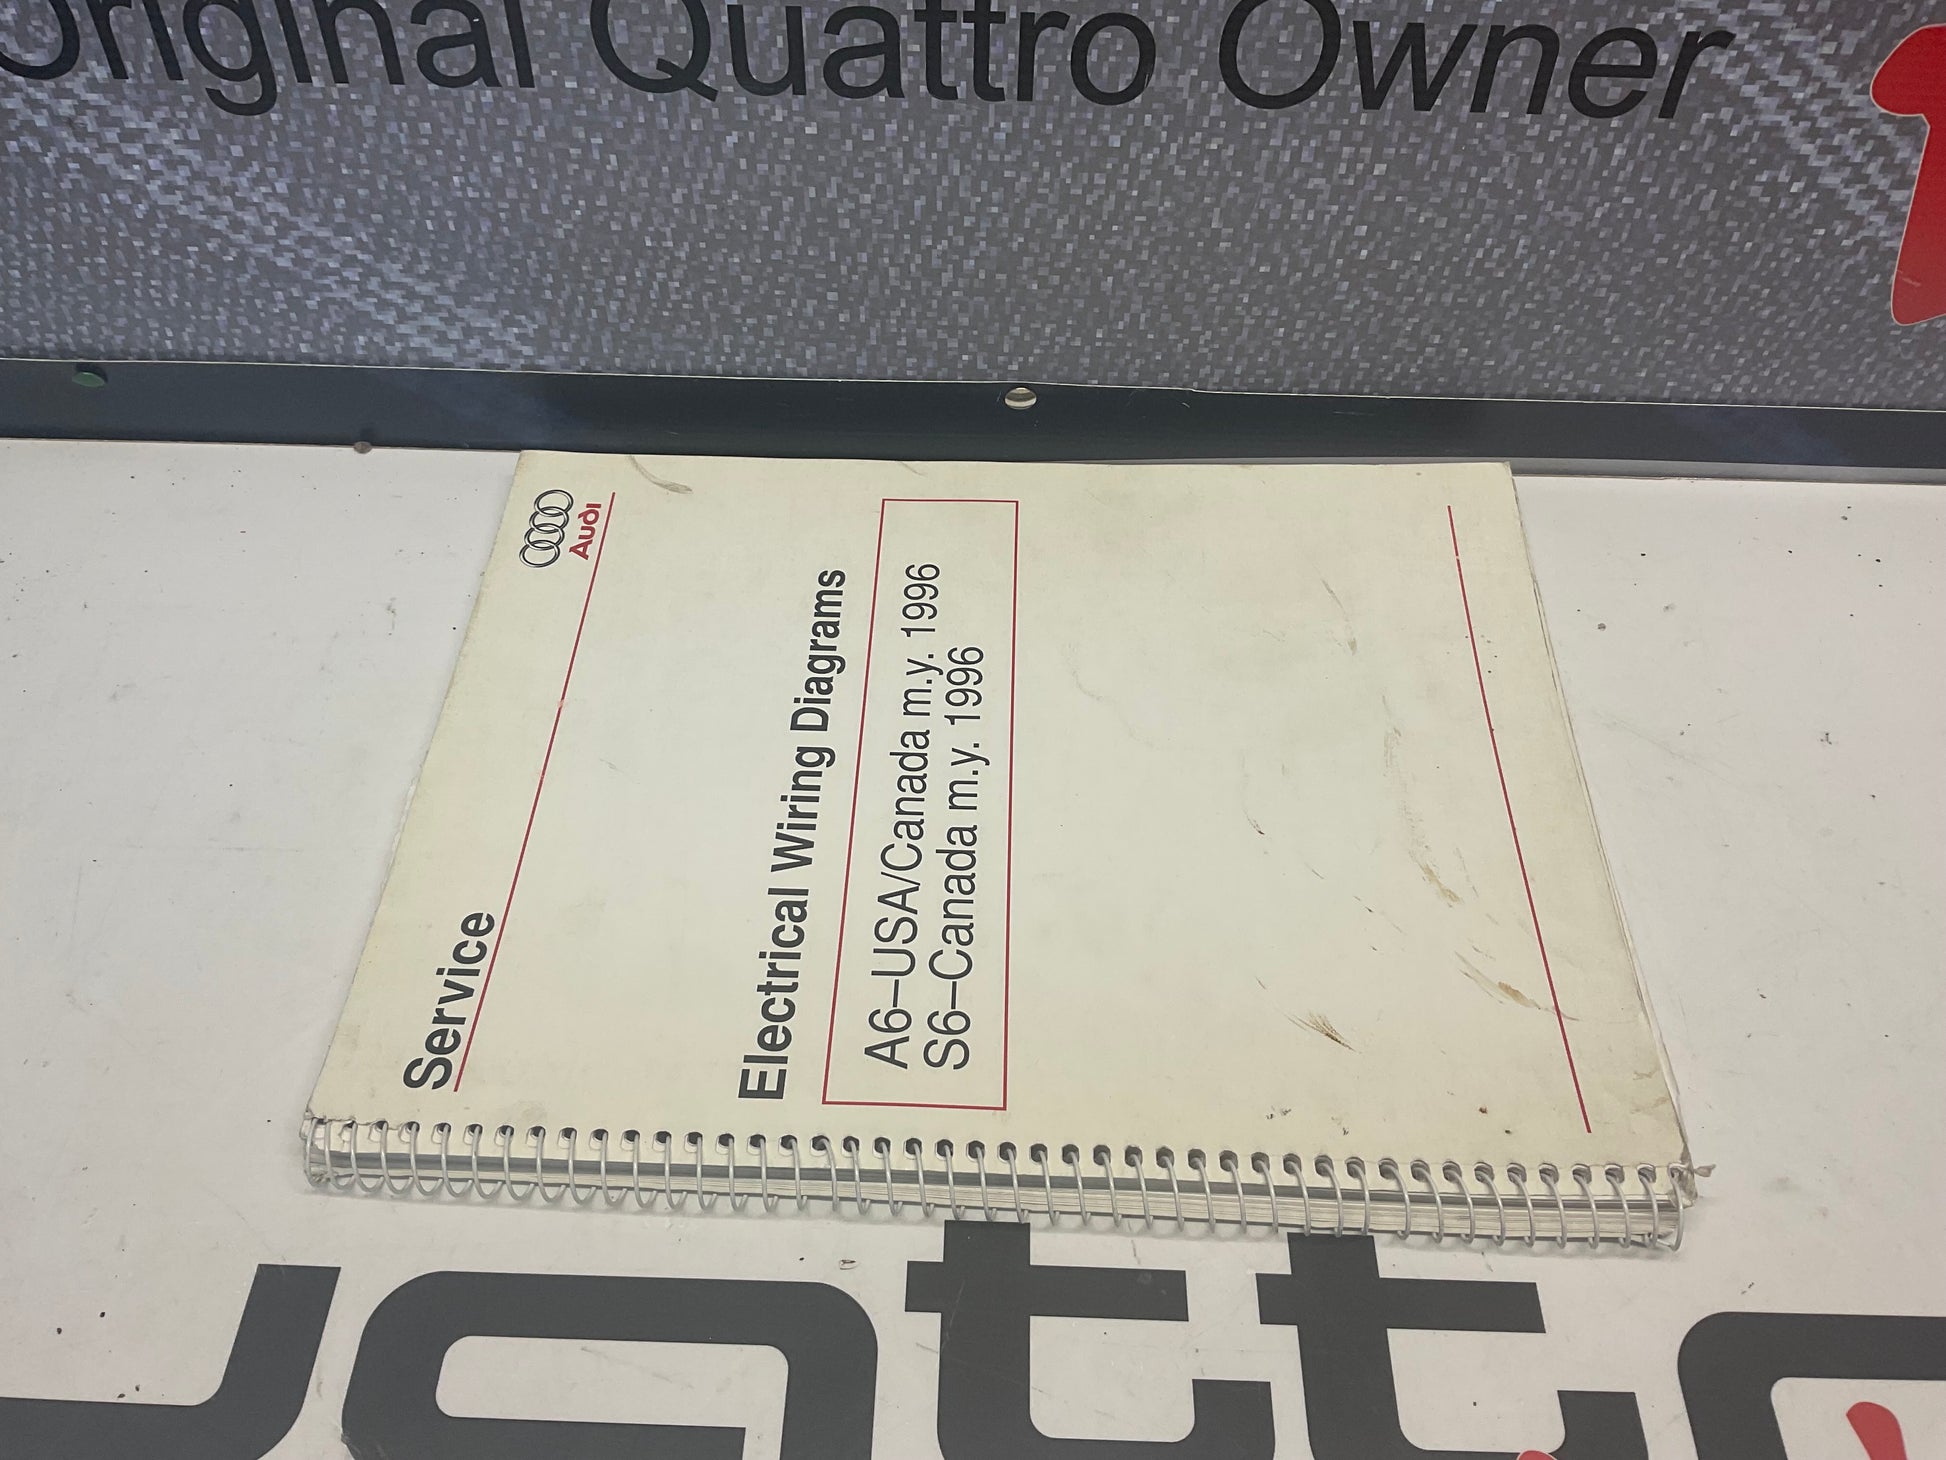 Original Quattro Owner
Audi
Service
Electrical Wiring Diagrams
A6–USA/Canada m.y. 1996
S6–Canada m.y. 1996